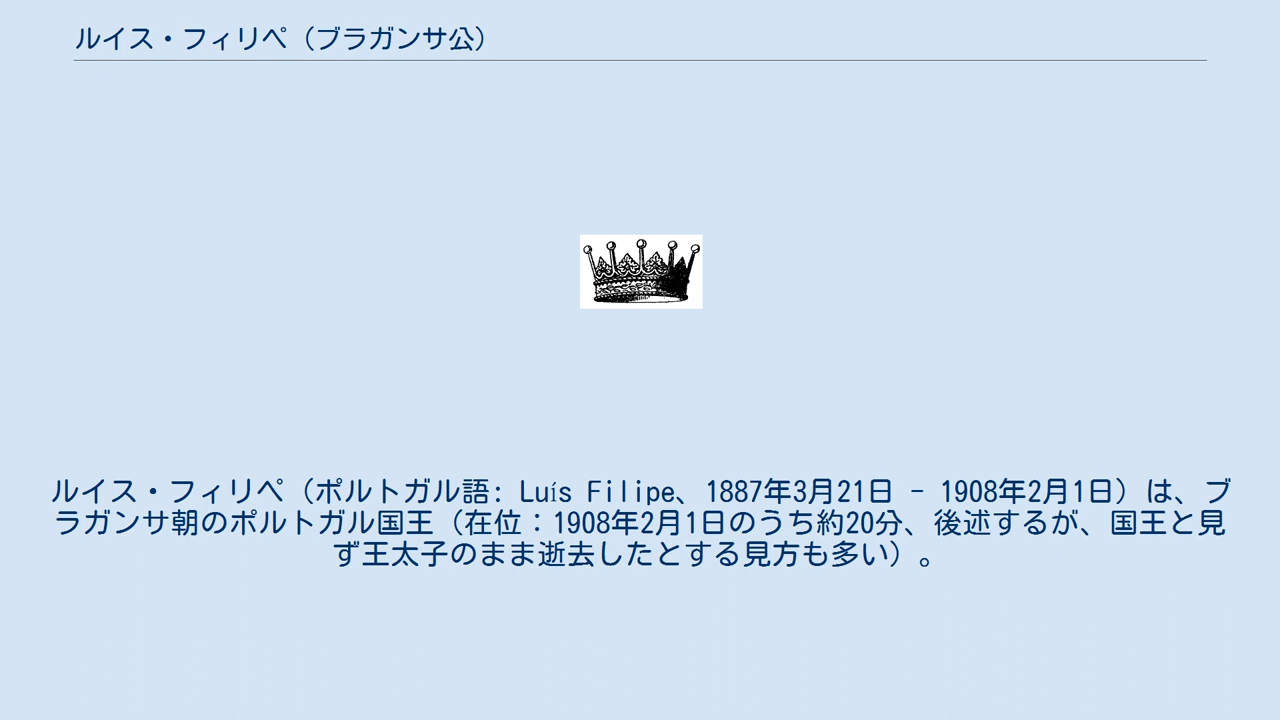 ルイス・フィリペ（ブラガンサ公）
ルイス・フィリペ（ポルトガル語: Luís Filipe、1887年3月21日 - 1908年2月1日）は、ブ
ラガンサ朝のポルトガル国王（在位：1908年2月1日のうち約20分、後述するが、国王と見
ず王太子のまま逝去したとする見方も多い）。